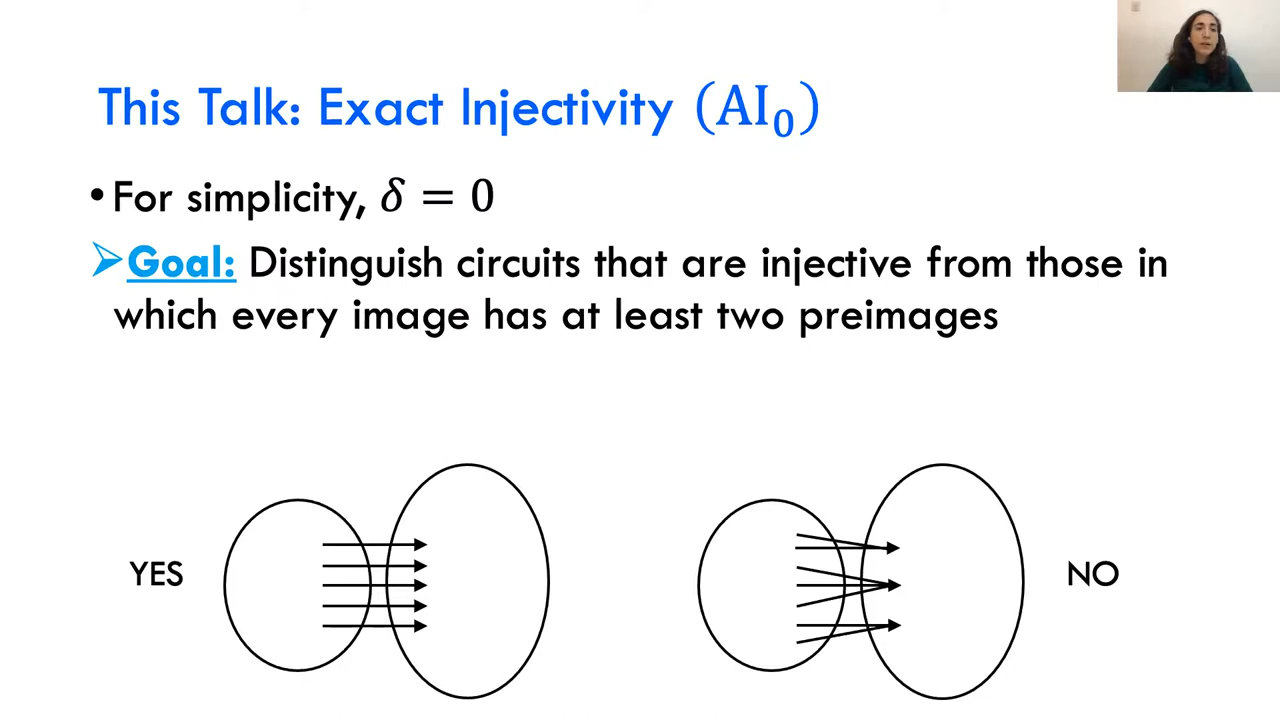 This Talk: Exact Injectivity (AI₀)
•For simplicity, δ = 0
➢Goal: Distinguish circuits that are injective from those in
which every image has at least two preimages
YES
NO